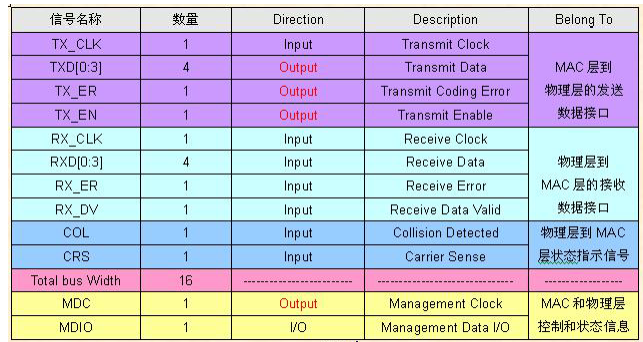 信号名称 数量 Direction Description Belong To
TX_CLK 1 Input Transmit Clock
TXD[0:3] 4 Output Transmit Data MAC 层到
TX_ER 1 Output Transmit Coding Error 物理层的发送
TX_EN 1 Output Transmit Enable 数据接口
RX_CLK 1 Input Receive Clock
RXD[0:3] 4 Input Receive Data 物理层到
RX_ER 1 Input Receive Error MAC 层的接收
RX_DV 1 Input Receive Data Valid 数据接口
COL 1 Input Collision Detected 物理层到 MAC
CRS 1 Input Carrier Sense 层状态指示信号
Total bus Width 16 ------------------------ ------------------------------ -----------------
MDC 1 Output Management Clock MAC 和物理层
MDIO 1 I/O Management Data I/O 控制和状态信息